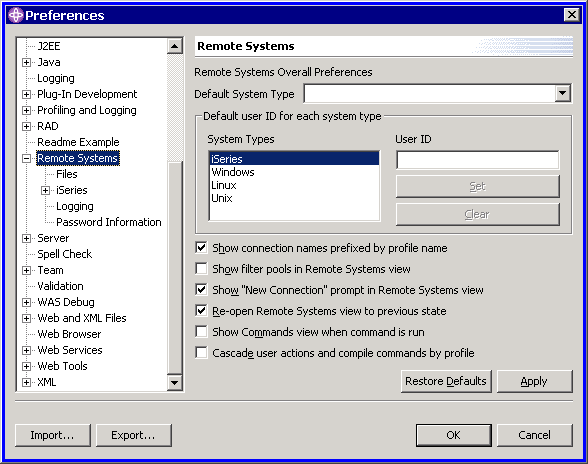 Preferences
J2EE
Java
Logging
Plug-In Development
Profiling and Logging
RAD
Readme Example
Remote Systems
Files
iSeries
Logging
Password Information
Server
Spell Check
Team
Validation
WAS Debug
Web and XML Files
Web Browser
Web Services
Web Tools
XML
Remote Systems
Remote Systems Overall Preferences
Default System Type
Default user ID for each system type
System Types
User ID
iSeries
Windows
Linux
Unix
Set
Clear
Show connection names prefixed by profile name
Show filter pools in Remote Systems view
Show "New Connection" prompt in Remote Systems view
Re-open Remote Systems view to previous state
Show Commands view when command is run
Cascade user actions and compile commands by profile
Restore Defaults
Apply
Import...
Export...
OK
Cancel